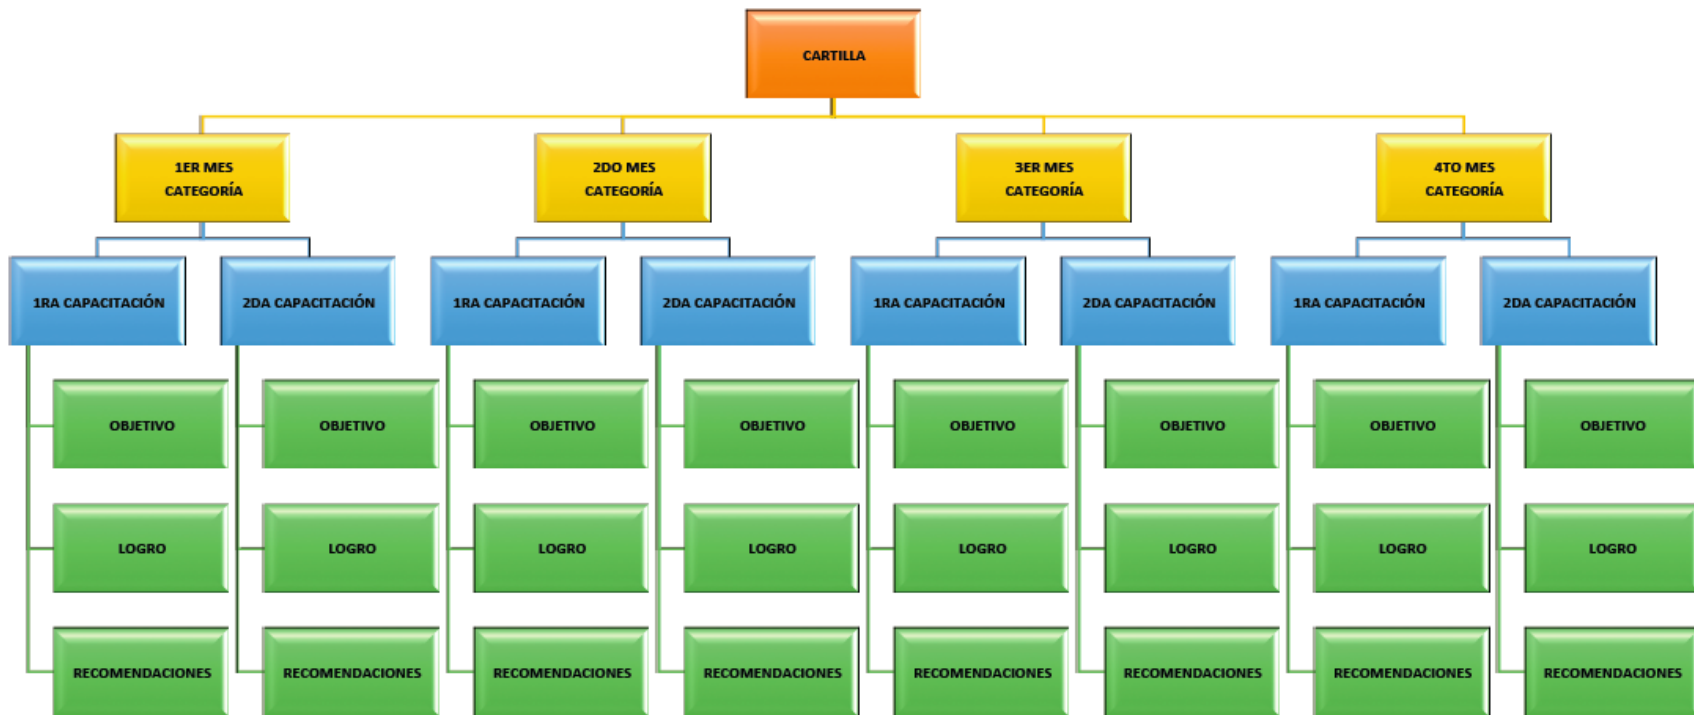 CARTILLA
1ER MES
CATEGORÍA
2DO MES
CATEGORÍA
3ER MES
CATEGORÍA
4TO MES
CATEGORÍA
1RA CAPACITACIÓN
2DA CAPACITACIÓN
1RA CAPACITACIÓN
2DA CAPACITACIÓN
1RA CAPACITACIÓN
2DA CAPACITACIÓN
1RA CAPACITACIÓN
2DA CAPACITACIÓN
OBJETIVO
OBJETIVO
OBJETIVO
OBJETIVO
OBJETIVO
OBJETIVO
OBJETIVO
OBJETIVO
LOGRO
LOGRO
LOGRO
LOGRO
LOGRO
LOGRO
LOGRO
LOGRO
RECOMENDACIONES
RECOMENDACIONES
RECOMENDACIONES
RECOMENDACIONES
RECOMENDACIONES
RECOMENDACIONES
RECOMENDACIONES
RECOMENDACIONES